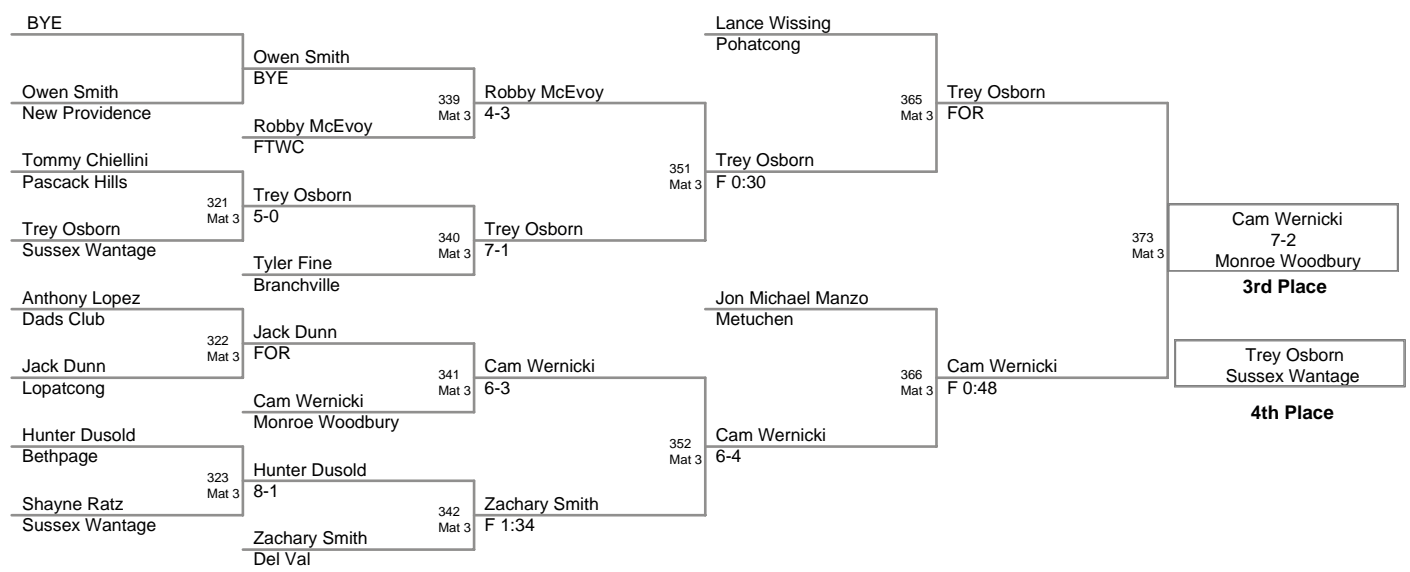 BYE
Owen Smith
New Providence
Tommy Chiellini
Pascack Hills
Trey Osborn
Sussex Wantage
Anthony Lopez
Dads Club
Jack Dunn
Lopatcong
Hunter Dusold
Bethpage
Shayne Ratz
Sussex Wantage
321
Mat 3
322
Mat 3
323
Mat 3
Owen Smith
BYE
Robby McEvoy
FTWC
Trey Osborn
5-0
Tyler Fine
Branchville
Jack Dunn
FOR
Cam Wernicki
Monroe Woodbury
Hunter Dusold
8-1
Zachary Smith
Del Val
339
Mat 3
340
Mat 3
341
Mat 3
342
Mat 3
Robby McEvoy
4-3
Trey Osborn
7-1
Cam Wernicki
6-3
Zachary Smith
F 1:34
351
Mat 3
352
Mat 3
Lance Wissing
Pohatcong
Trey Osborn
F 0:30
Jon Michael Manzo
Metuchen
Cam Wernicki
6-4
365
Mat 3
366
Mat 3
Trey Osborn
FOR
Cam Wernicki
F 0:48
373
Mat 3
Cam Wernicki
7-2
Monroe Woodbury
3rd Place
Trey Osborn
Sussex Wantage
4th Place